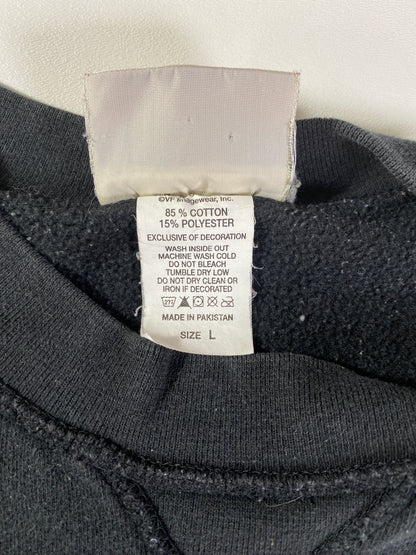 ©VF Imagewear, Inc.
85 % COTTON
15% POLYESTER
EXCLUSIVE OF DECORATION
WASH INSIDE OUT
MACHINE WASH COLD
DO NOT BLEACH
TUMBLE DRY LOW
DO NOT DRY CLEAN OR
IRON IF DECORATED
MADE IN PAKISTAN
SIZE L